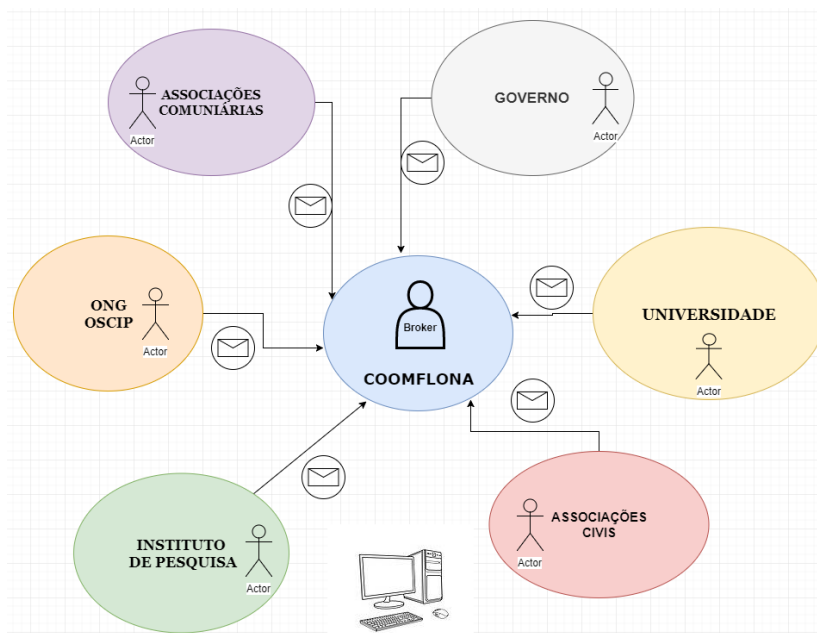 ASSOCIAÇÕES
COMUNIÁRIAS
Actor
GOVERNO
Actor
ONG
OSCIP
Actor
Broker
COOMFLONA
UNIVERSIDADE
Actor
INSTITUTO
DE PESQUISA
Actor
ASSOCIAÇÕES
CIVIS
Actor